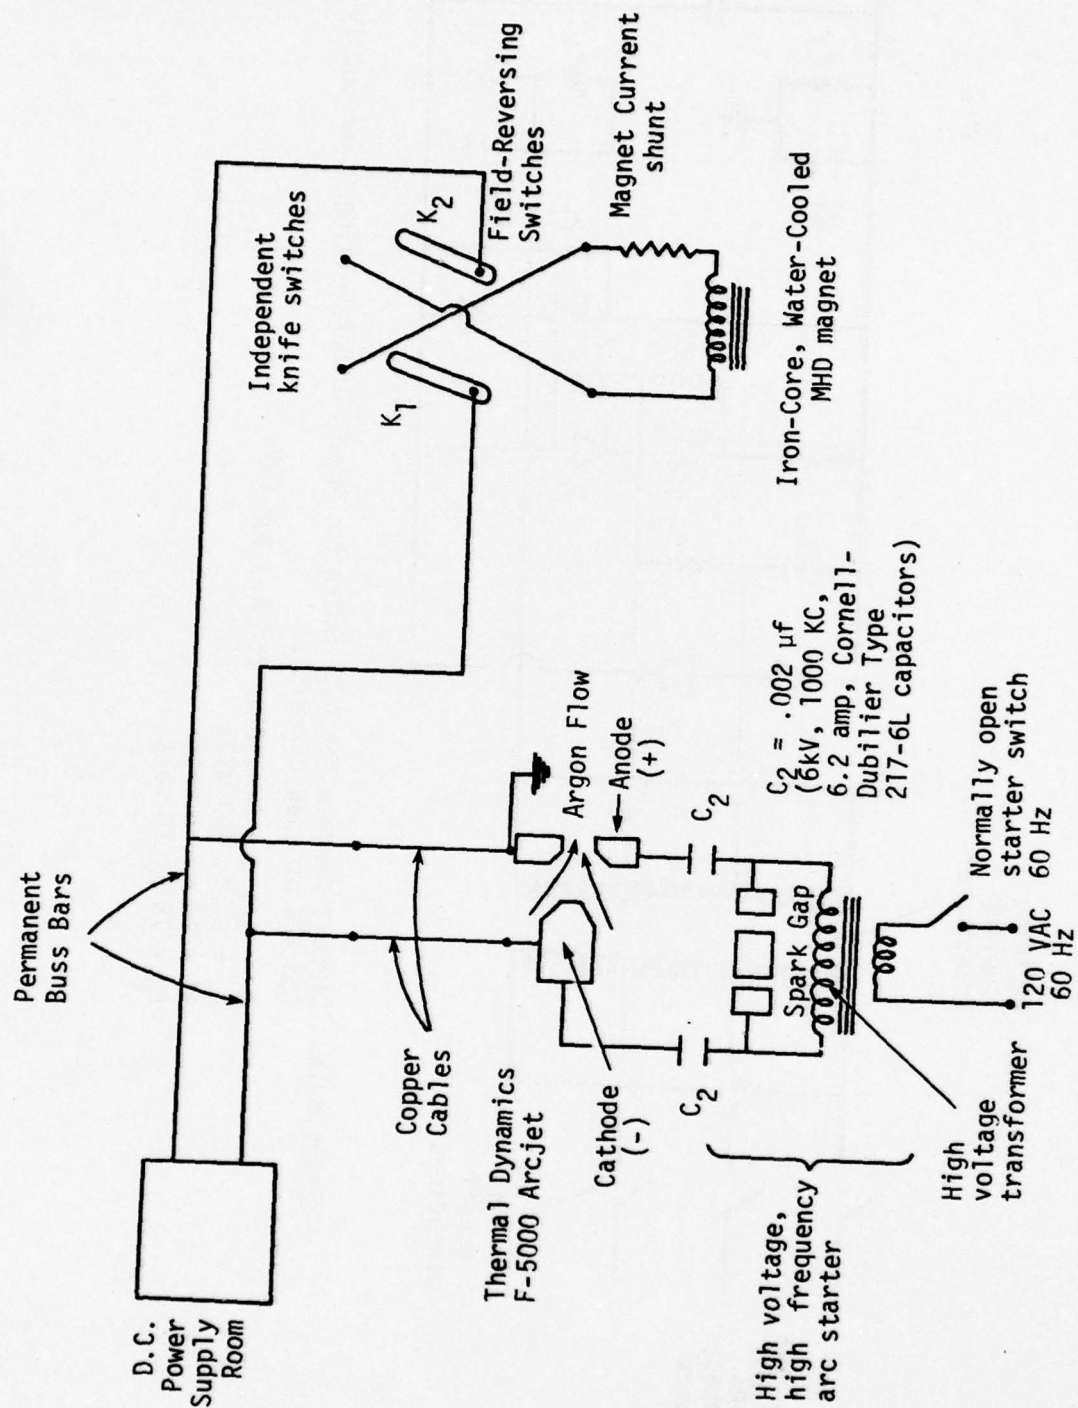 D.C.
Power
Supply
Room
Permanent
Buss Bars
Independent
knife switches
K1
K2
Field-Reversing
Switches
Magnet Current
shunt
Iron-Core, Water-Cooled
MHD magnet
Copper
Cables
Thermal Dynamics
F-5000 Arcjet
Cathode
(-)
Argon Flow
Anode
(+)
C2
C2
C2 = .002 µf
(6kV, 1000 KC,
6.2 amp, Cornell-
Dubilier Type
217-6L capacitors)
Spark Gap
High voltage,
high frequency
arc starter
High
voltage
transformer
120 VAC
60 Hz
Normally open
starter switch
60 Hz